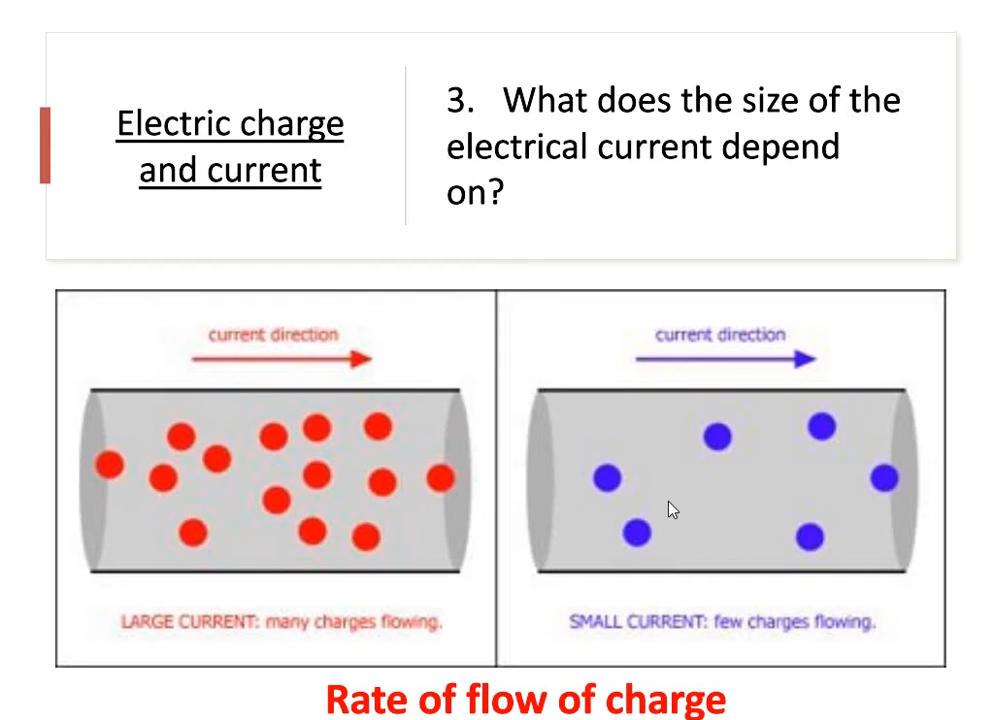 Electric charge
and current
3. What does the size of the
electrical current depend
on?
current direction
LARGE CURRENT: many charges flowing.
current direction
SMALL CURRENT: few charges flowing.
Rate of flow of charge